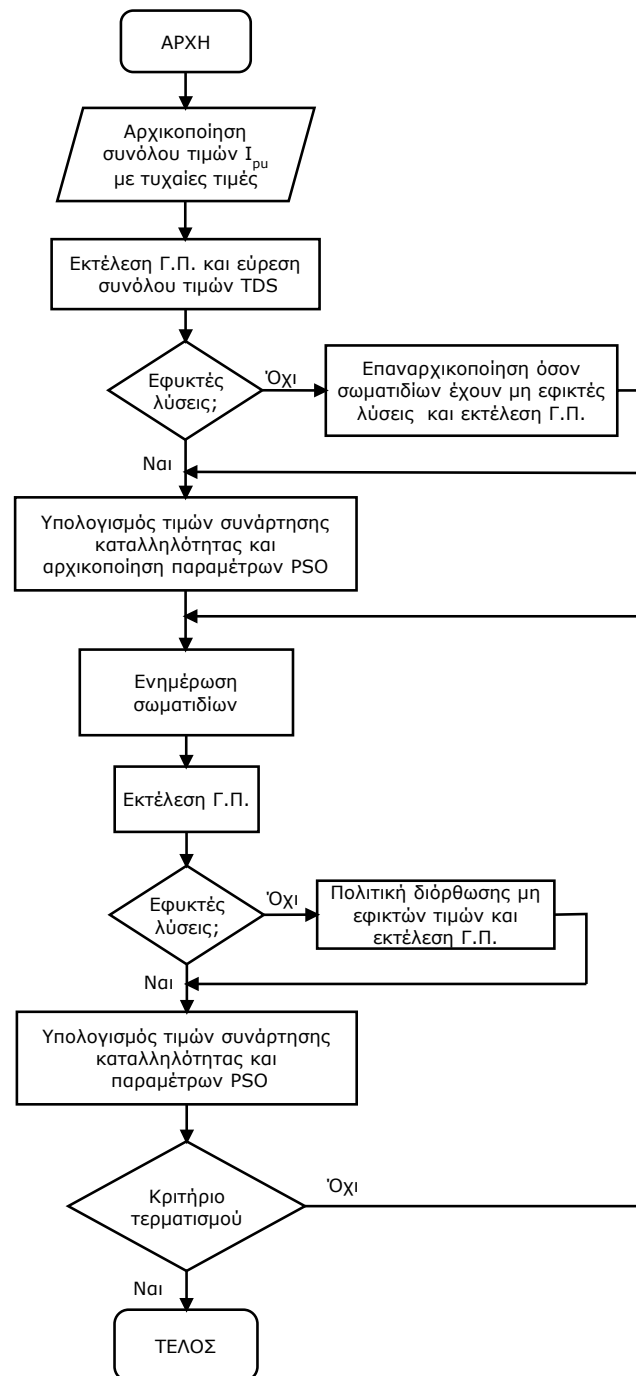 ΑΡΧΗ
Αρχικοποίηση
συνόλου τιμών I_pu
με τυχαίες τιμές
Εκτέλεση Γ.Π. και εύρεση
συνόλου τιμών TDS
Εφυκτές
λύσεις;
Όχι
Επαναρχικοποίηση όσον
σωματιδίων έχουν μη εφικτές
λύσεις και εκτέλεση Γ.Π.
Ναι
Υπολογισμός τιμών συνάρτησης
καταλληλότητας και
αρχικοποίηση παραμέτρων PSO
Ενημέρωση
σωματιδίων
Εκτέλεση Γ.Π.
Εφυκτές
λύσεις;
Όχι
Πολιτική διόρθωσης μη
εφικτών τιμών και
εκτέλεση Γ.Π.
Ναι
Υπολογισμός τιμών συνάρτησης
καταλληλότητας και
παραμέτρων PSO
Κριτήριο
τερματισμού
Όχι
Ναι
ΤΕΛΟΣ